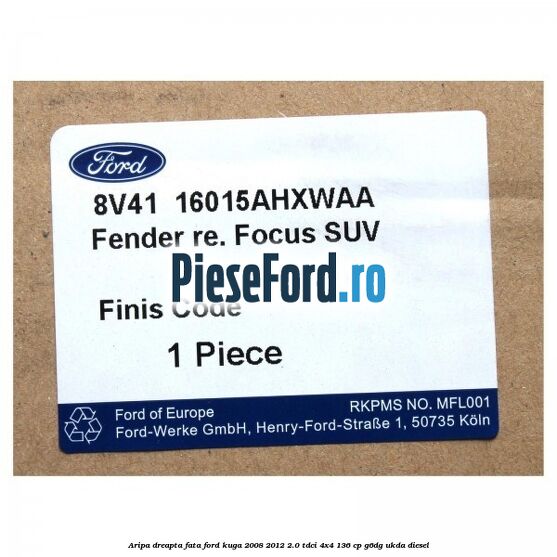 Ford
8V41 16015AHXWAA
Fender re. Focus SUV
PieseFord.ro
Finis Code
1 Piece
Ford of Europe
RKPMS NO. MFL001
Ford-Werke GmbH, Henry-Ford-Straße 1, 50735 Köln
Aripa dreapta fata ford kuga 2008 2012 2.0 tdci 4x4 136 cp g6dg ukda diesel